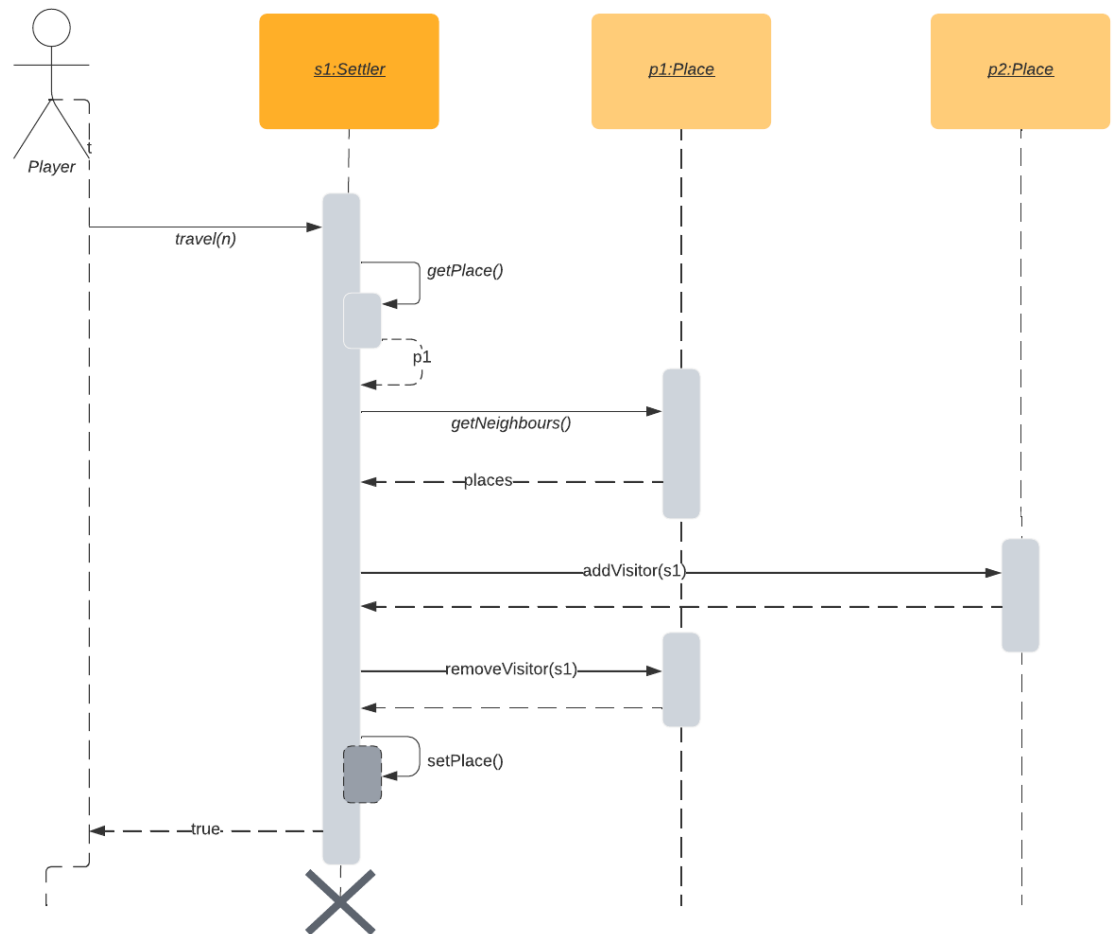 s1:Settler
p1:Place
p2:Place
t
Player
travel(n)
getPlace()
p1
getNeighbours()
places
addVisitor(s1)
removeVisitor(s1)
setPlace()
true